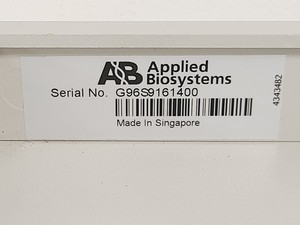 AB Applied
Biosystems
Serial No. G96S9161400
Made In Singapore
4343482